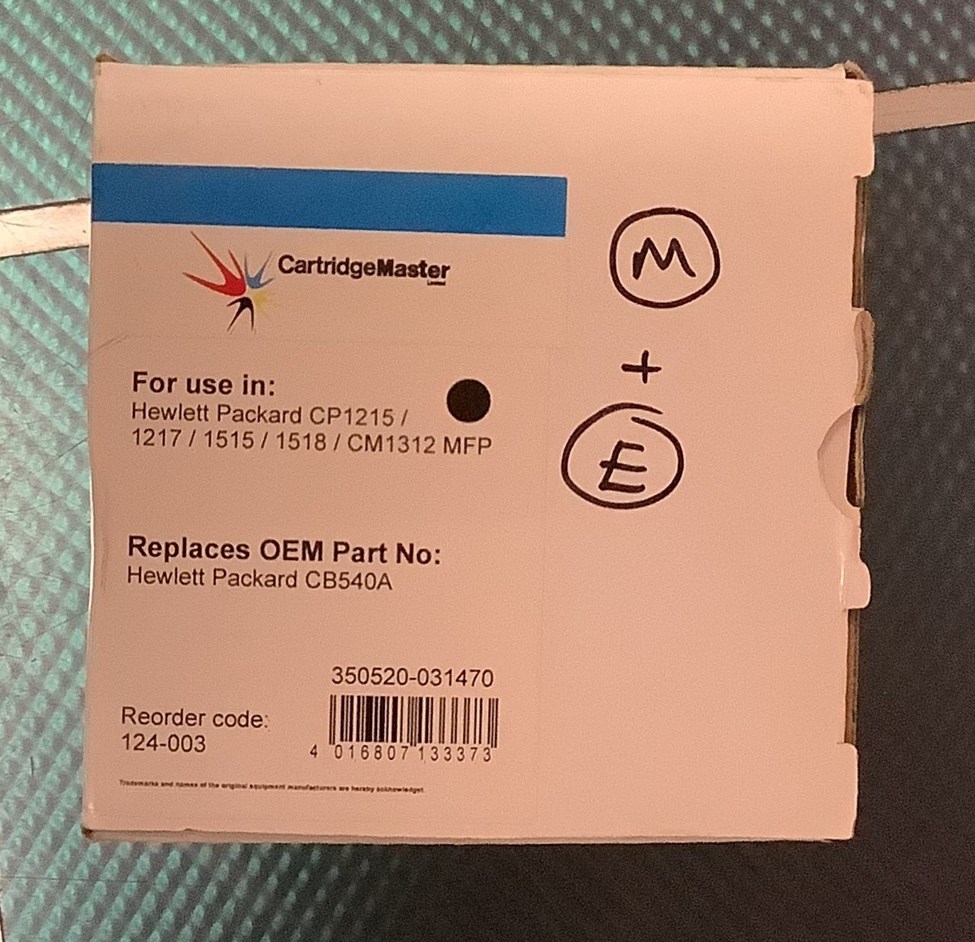 CartridgeMaster
Limited
M
+
E
For use in:
Hewlett Packard CP1215 /
1217 / 1515 / 1518 / CM1312 MFP
Replaces OEM Part No:
Hewlett Packard CB540A
350520-031470
Reorder code:
124-003
4 016807 133373
Trademarks and names of the original equipment manufacturers are hereby acknowledget.